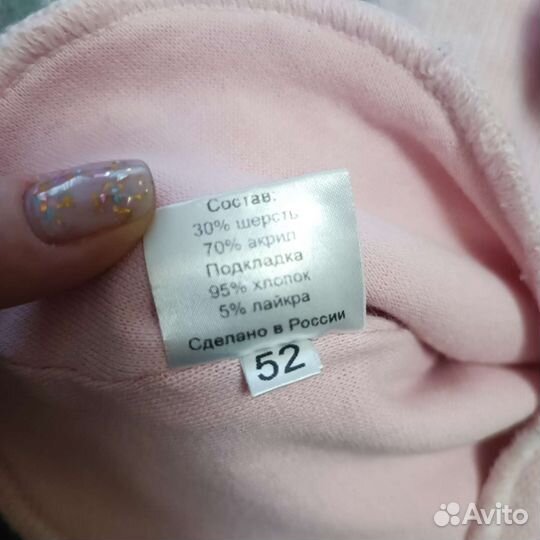 Состав:
30% шерсть
70% акрил
Подкладка
95% хлопок
5% лайкра
Сделано в России
52
Avito